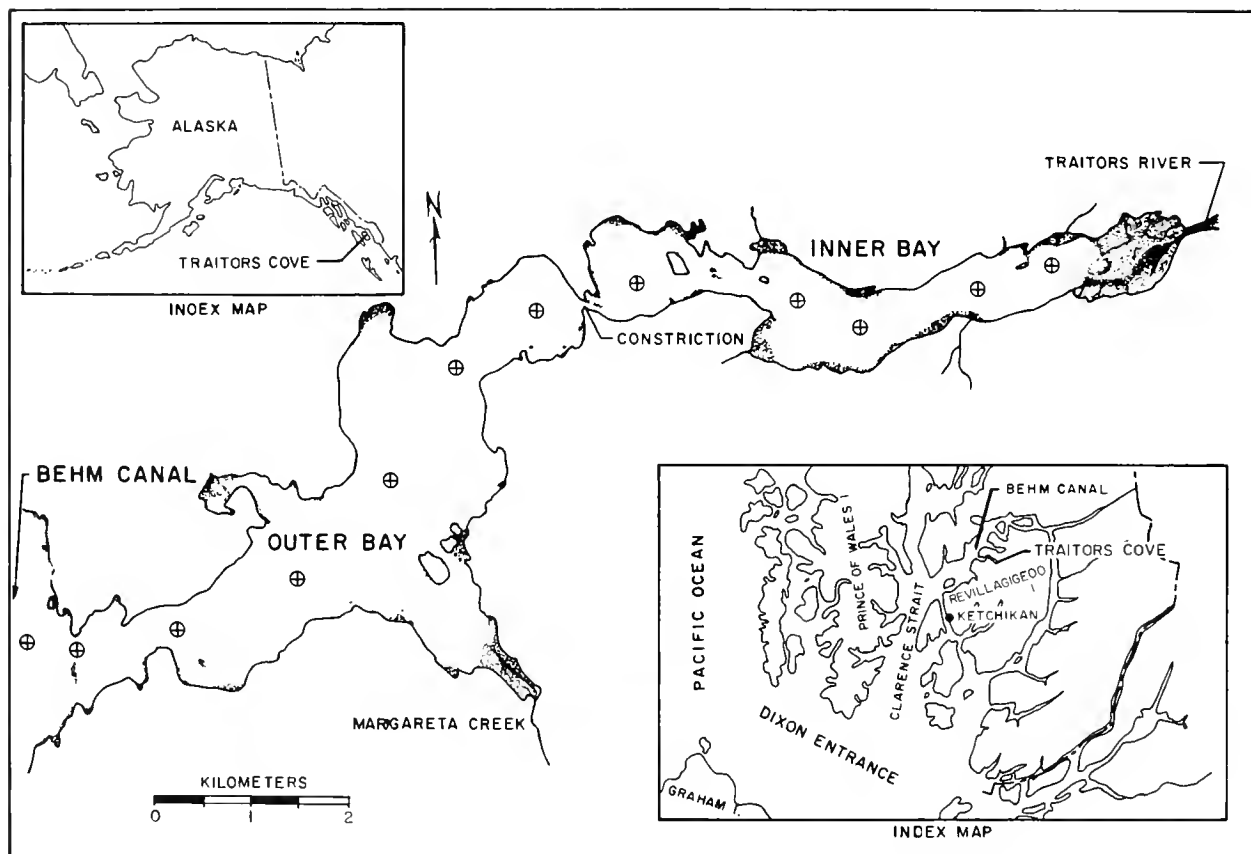 ALASKA
TRAITORS COVE
INDEX MAP
N
TRAITORS RIVER
INNER BAY
CONSTRICTION
BEHM CANAL
OUTER BAY
MARGARETA CREEK
KILOMETERS
0 1 2
PACIFIC OCEAN
PRINCE OF WALES I
CLARENCE STRAIT
BEHM CANAL
TRAITORS COVE
REVILLAGIGEDO
I
KETCHIKAN
DIXON ENTRANCE
GRAHAM
INDEX MAP